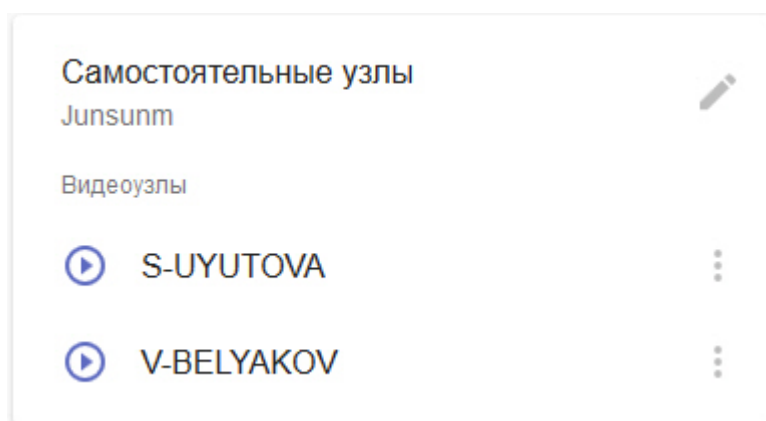 Самостоятельные узлы
Junsunm
Видеоузлы
S-UYUTOVA
V-BELYAKOV